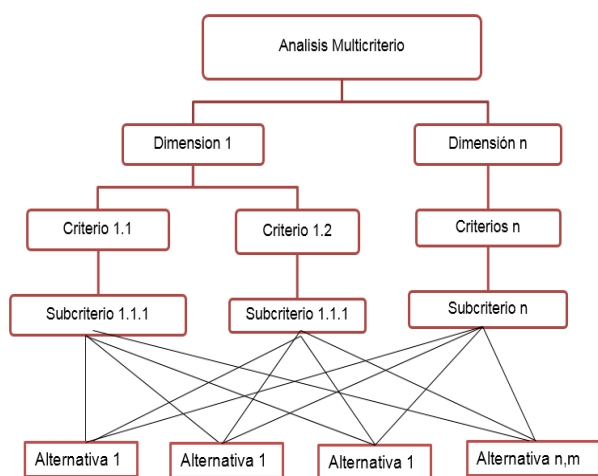 Analisis Multicriterio
Dimension 1
Dimensión n
Criterio 1.1
Criterio 1.2
Criterios n
Subcriterio 1.1.1
Subcriterio 1.1.1
Subcriterio n
Alternativa 1
Alternativa 1
Alternativa 1
Alternativa n,m